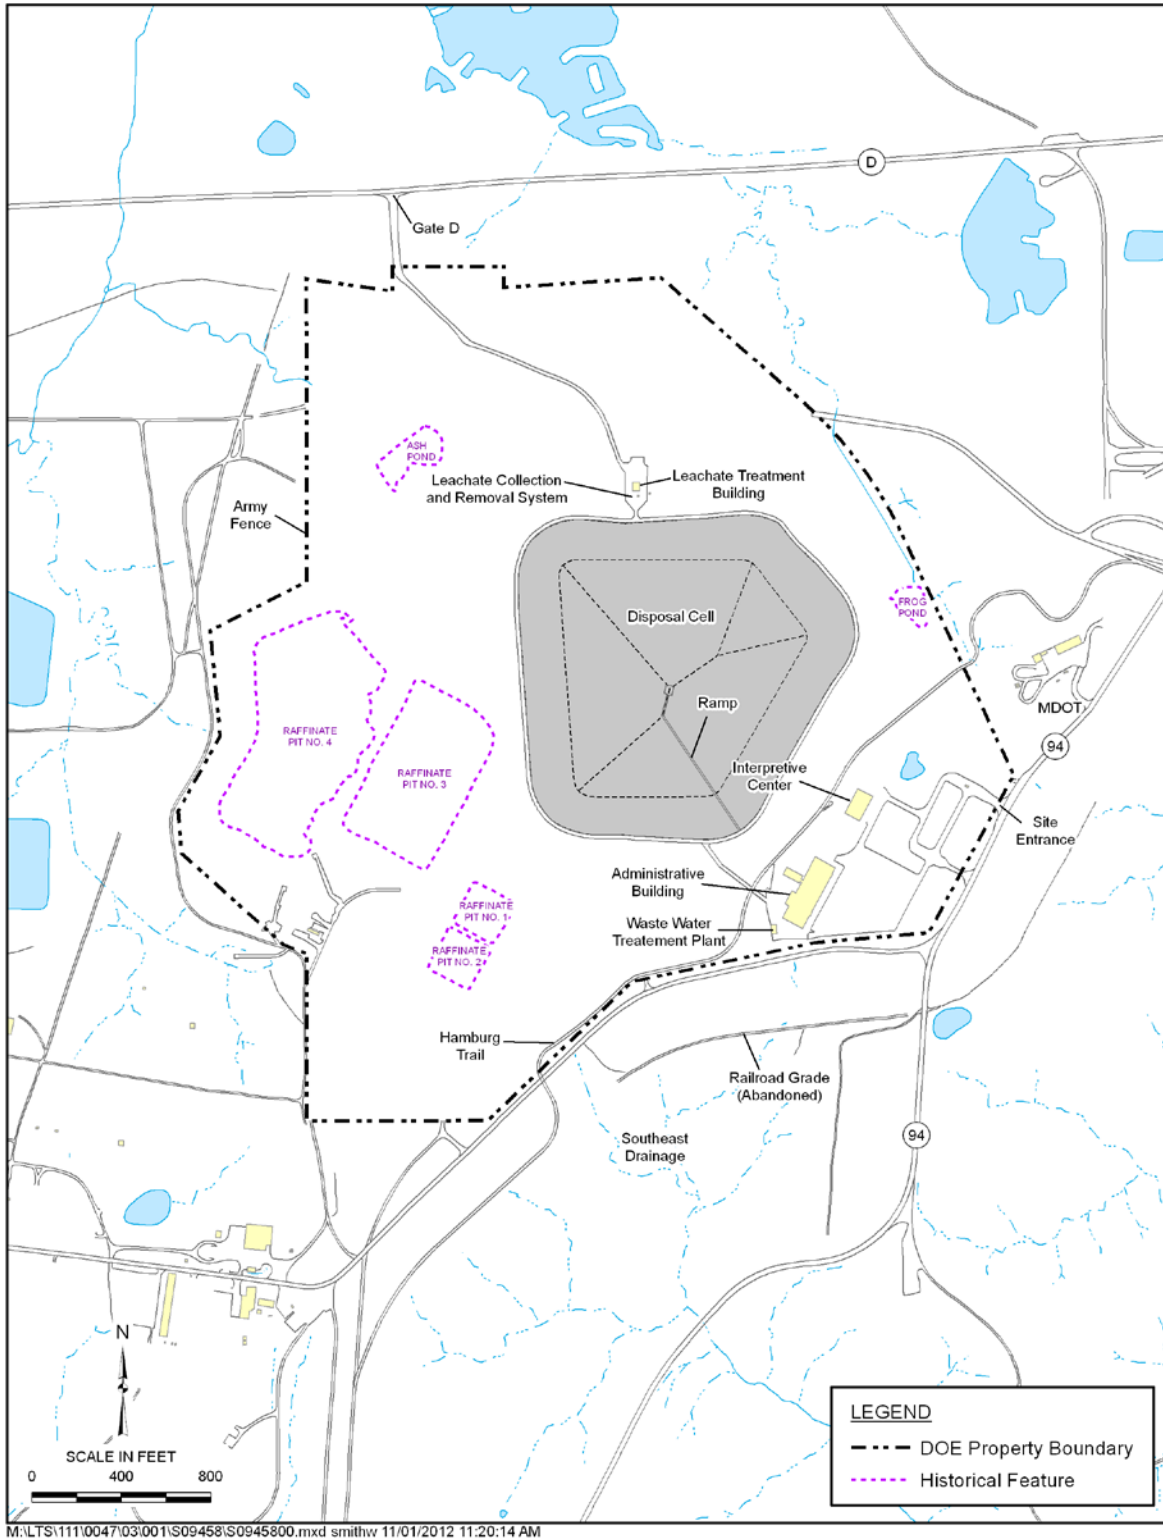 D
Gate D
ASH
POND
Leachate Collection
and Removal System
Leachate Treatment
Building
Army
Fence
FROG
POND
Disposal Cell
Ramp
MDOT
94
RAFFINATE
PIT NO. 4
RAFFINATE
PIT NO. 3
Interpretive
Center
Site
Entrance
Administrative
Building
RAFFINATE
PIT NO. 1
Waste Water
Treatement Plant
RAFFINATE
PIT NO. 2
Hamburg
Trail
Railroad Grade
(Abandoned)
94
Southeast
Drainage
N
SCALE IN FEET
0 400 800
LEGEND
DOE Property Boundary
Historical Feature
M:\LTS\111\0047\03\001\S09458\S0945800.mxd smithw 11/01/2012 11:20:14 AM